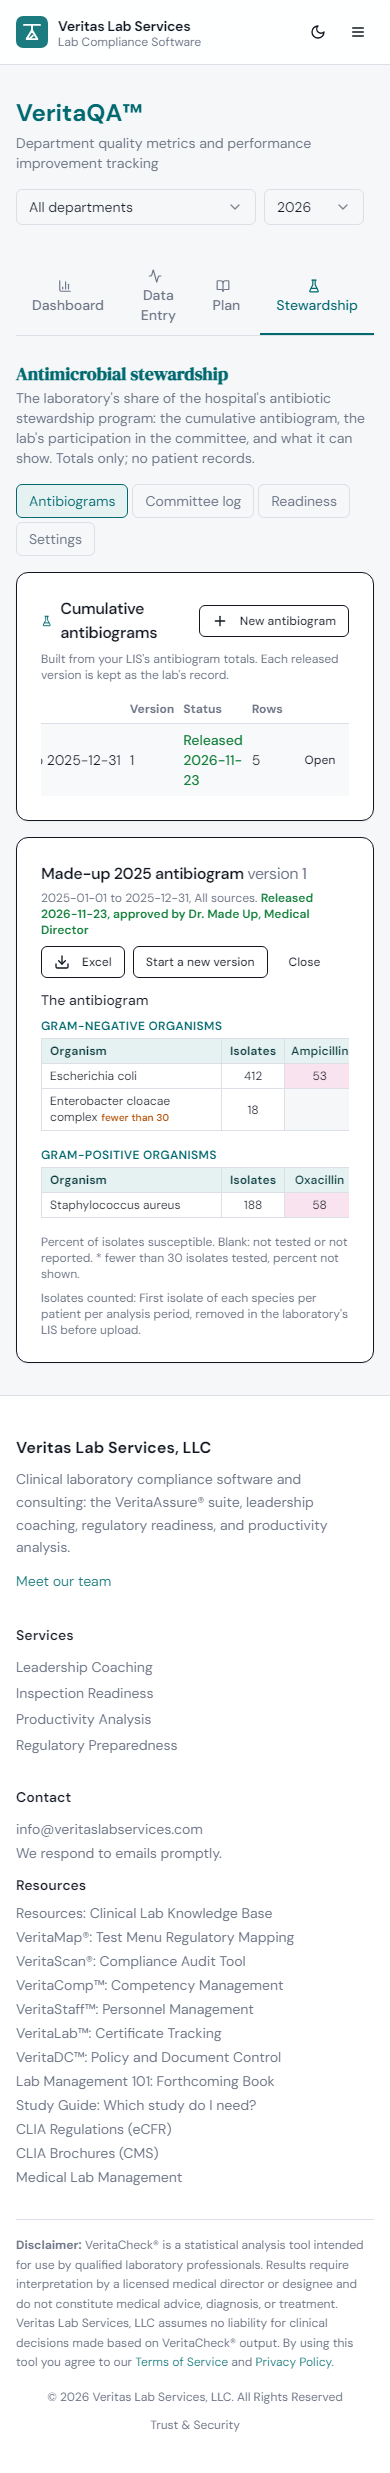 Veritas Lab Services
Lab Compliance Software
VeritaQA™
Department quality metrics and performance
improvement tracking
All departments
2026
Dashboard
Data
Entry
Plan
Stewardship
Antimicrobial stewardship
The laboratory's share of the hospital's antibiotic
stewardship program: the cumulative antibiogram, the
lab's participation in the committee, and what it can
show. Totals only; no patient records.
Antibiograms
Committee log
Readiness
Settings
Cumulative
antibiograms
New antibiogram
Built from your LIS's antibiogram totals. Each released
version is kept as the lab's record.
Version Status Rows
2025-12-31 1 Released
2026-11-
23 5 Open
Made-up 2025 antibiogram version 1
2025-01-01 to 2025-12-31, All sources. Released
2026-11-23, approved by Dr. Made Up, Medical
Director
Excel
Start a new version
Close
The antibiogram
GRAM-NEGATIVE ORGANISMS
Organism Isolates Ampicillin
Escherichia coli 412 53
Enterobacter cloacae
complex fewer than 30 18
GRAM-POSITIVE ORGANISMS
Organism Isolates Oxacillin
Staphylococcus aureus 188 58
Percent of isolates susceptible. Blank: not tested or not
reported. * fewer than 30 isolates tested, percent not
shown.
Isolates counted: First isolate of each species per
patient per analysis period, removed in the laboratory's
LIS before upload.
Veritas Lab Services, LLC
Clinical laboratory compliance software and
consulting: the VeritaAssure® suite, leadership
coaching, regulatory readiness, and productivity
analysis.
Meet our team
Services
Leadership Coaching
Inspection Readiness
Productivity Analysis
Regulatory Preparedness
Contact
info@veritaslabservices.com
We respond to emails promptly.
Resources
Resources: Clinical Lab Knowledge Base
VeritaMap®: Test Menu Regulatory Mapping
VeritaScan®: Compliance Audit Tool
VeritaComp™: Competency Management
VeritaStaff™: Personnel Management
VeritaLab™: Certificate Tracking
VeritaDC™: Policy and Document Control
Lab Management 101: Forthcoming Book
Study Guide: Which study do I need?
CLIA Regulations (eCFR)
CLIA Brochures (CMS)
Medical Lab Management
Disclaimer: VeritaCheck® is a statistical analysis tool intended
for use by qualified laboratory professionals. Results require
interpretation by a licensed medical director or designee and
do not constitute medical advice, diagnosis, or treatment.
Veritas Lab Services, LLC assumes no liability for clinical
decisions made based on VeritaCheck® output. By using this
tool you agree to our Terms of Service and Privacy Policy.
© 2026 Veritas Lab Services, LLC. All Rights Reserved
Trust & Security